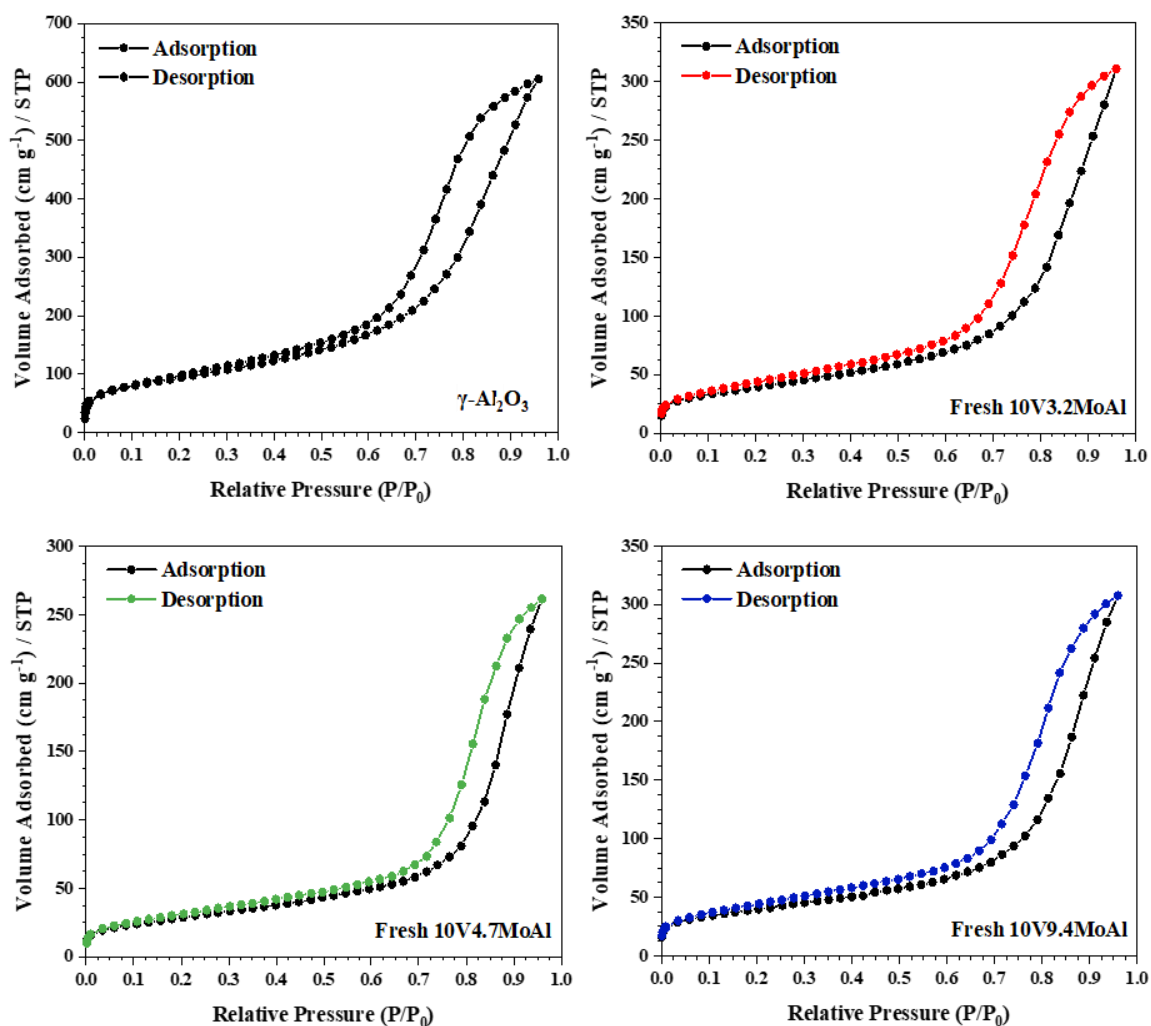 700
600
500
400
300
200
100
0
Volume Adsorbed (cm g⁻¹) / STP
Adsorption
Desorption
γ-Al₂O₃
0.0 0.1 0.2 0.3 0.4 0.5 0.6 0.7 0.8 0.9 1.0
Relative Pressure (P/P₀)
350
300
250
200
150
100
50
0
Volume Adsorbed (cm g⁻¹) / STP
Adsorption
Desorption
Fresh 10V3.2MoAl
0.0 0.1 0.2 0.3 0.4 0.5 0.6 0.7 0.8 0.9 1.0
Relative Pressure (P/P₀)
300
250
200
150
100
50
0
Volume Adsorbed (cm g⁻¹) / STP
Adsorption
Desorption
Fresh 10V4.7MoAl
0.0 0.1 0.2 0.3 0.4 0.5 0.6 0.7 0.8 0.9 1.0
Relative Pressure (P/P₀)
350
300
250
200
150
100
50
0
Volume Adsorbed (cm g⁻¹) / STP
Adsorption
Desorption
Fresh 10V9.4MoAl
0.0 0.1 0.2 0.3 0.4 0.5 0.6 0.7 0.8 0.9 1.0
Relative Pressure (P/P₀)